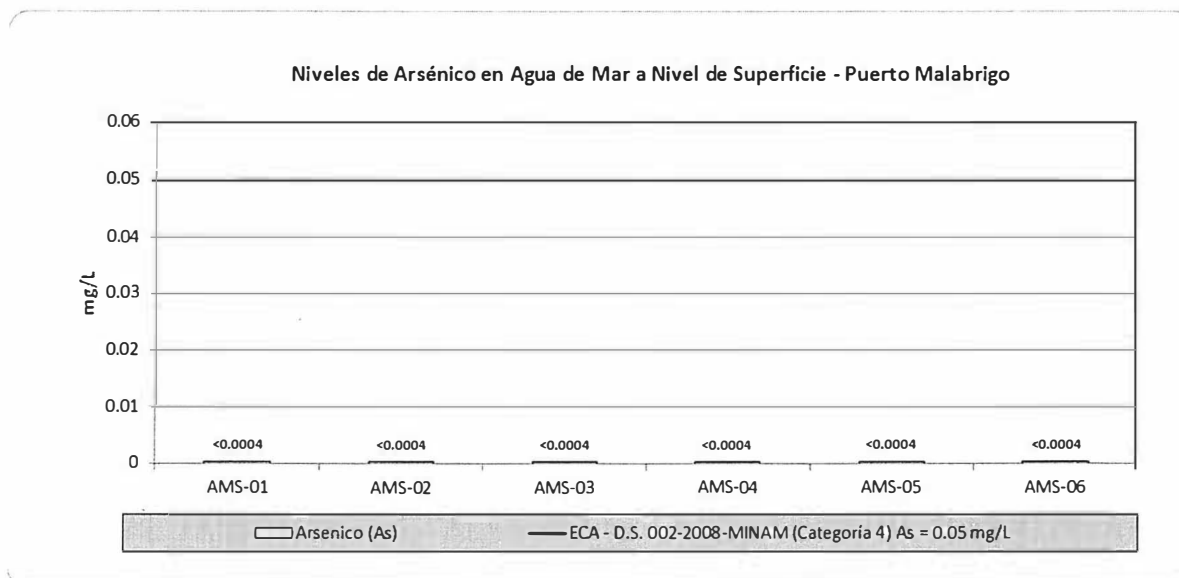 Niveles de Arsénico en Agua de Mar a Nivel de Superficie - Puerto Malabrigo
0.06
0.05
0.04
0.03
0.02
0.01
0
mg/L
<0.0004 <0.0004 <0.0004 <0.0004 <0.0004 <0.0004
AMS-01 AMS-02 AMS-03 AMS-04 AMS-05 AMS-06
Arsenico (As) ECA - D.S. 002-2008-MINAM (Categoría 4) As = 0.05 mg/L